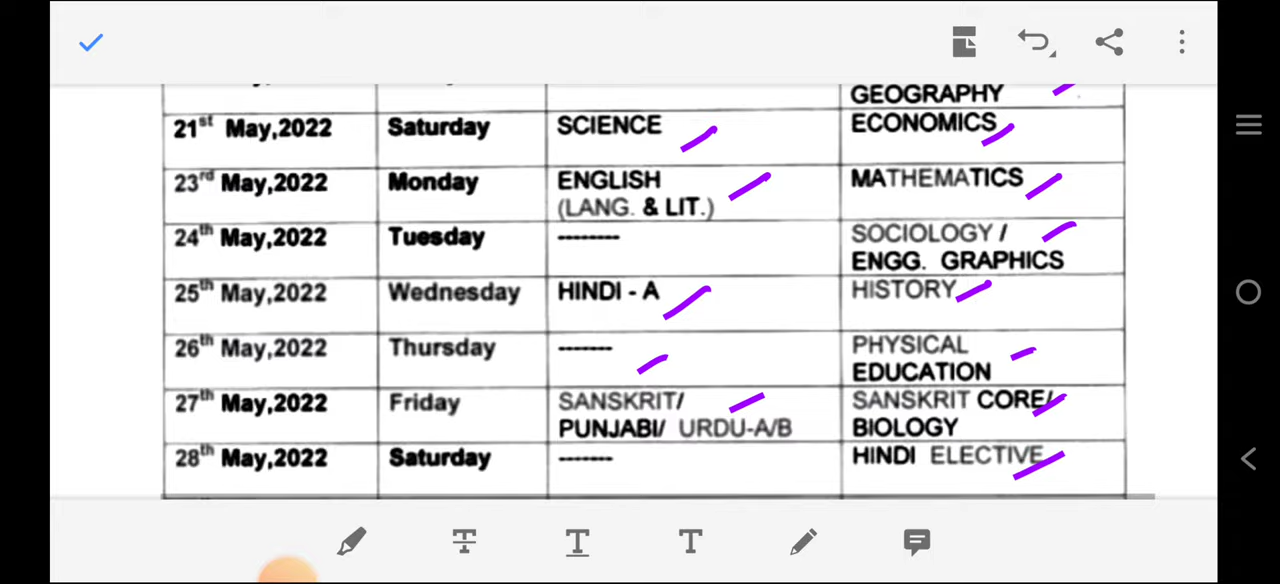 GEOGRAPHY
21st May,2022 Saturday SCIENCE ECONOMICS
23rd May,2022 Monday ENGLISH MATHEMATICS
(LANG. & LIT.)
24th May,2022 Tuesday -------- SOCIOLOGY /
ENGG. GRAPHICS
25th May,2022 Wednesday HINDI - A HISTORY
26th May,2022 Thursday ------- PHYSICAL
EDUCATION
27th May,2022 Friday SANSKRIT/ SANSKRIT CORE/
PUNJABI/ URDU-A/B BIOLOGY
28th May,2022 Saturday ------- HINDI ELECTIVE